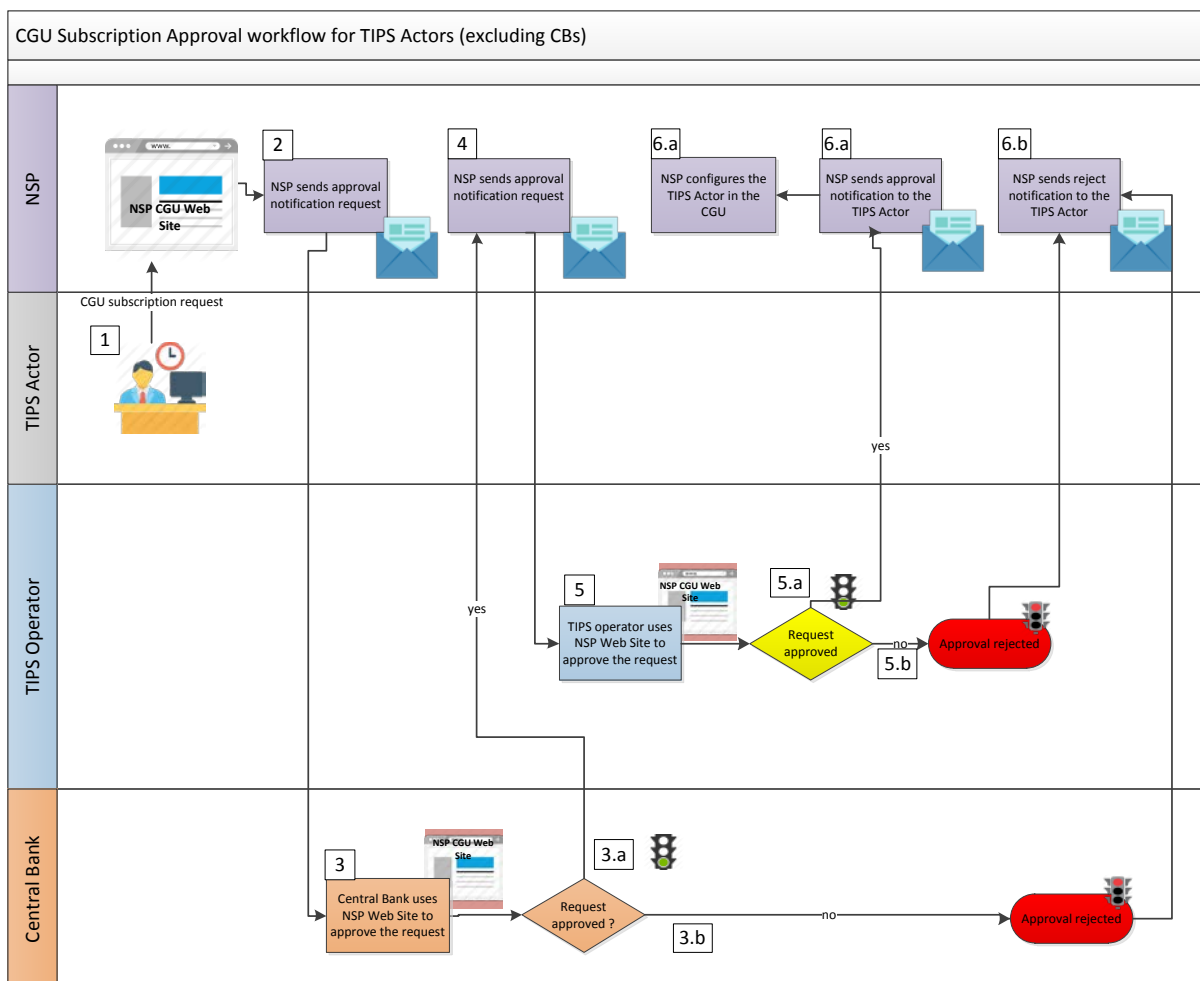 CGU Subscription Approval workflow for TIPS Actors (excluding CBs)
NSP
www.
NSP CGU Web
Site
2
NSP sends approval
notification request
4
NSP sends approval
notification request
6.a
NSP configures the
TIPS Actor in the
CGU
6.a
NSP sends approval
notification to the
TIPS Actor
6.b
NSP sends reject
notification to the
TIPS Actor
CGU subscription request
TIPS Actor
1
yes
TIPS Operator
yes
5
TIPS operator uses
NSP Web Site to
approve the request
NSP CGU Web
Site
5.a
Request
approved
no
5.b
Approval rejected
Central Bank
3
Central Bank uses
NSP Web Site to
approve the request
NSP CGU Web
Site
3.a
Request
approved ?
3.b
no
Approval rejected